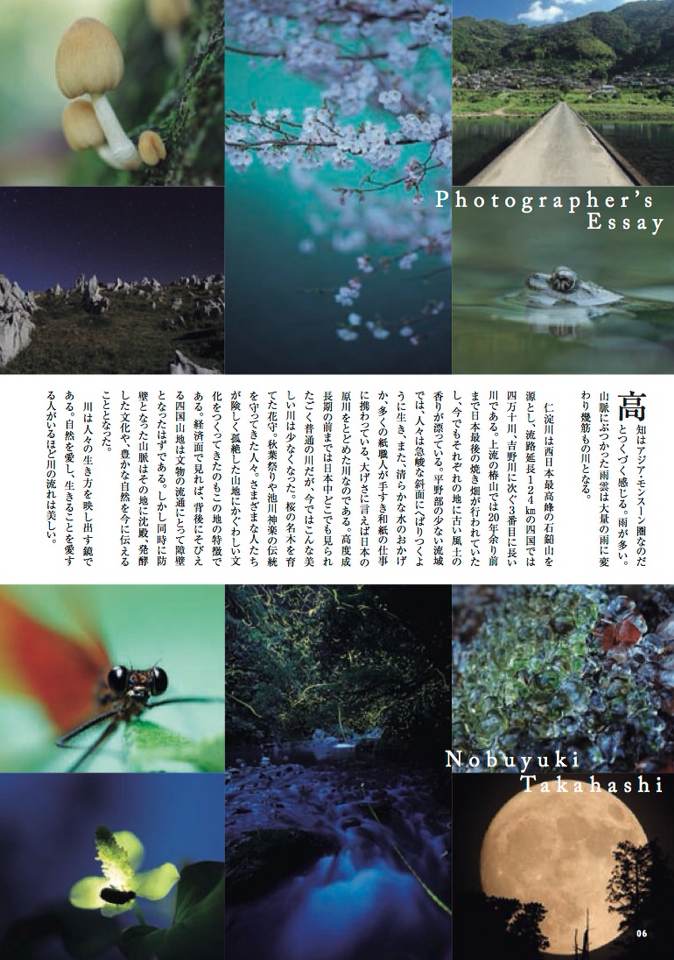 Photographer's
Essay
高知はアジア・モンスーン圏なのだ
とつくづく感じる。雨が多い。
山脈にぶつかった雨雲は大量の雨に変
わり幾筋もの川となる。
仁淀川は西日本最高峰の石鎚山を
源とし、流路延長124㎞の四国では
四万十川、吉野川に次ぐ3番目に長い
川である。上流の椿山では20年余り前
まで日本最後の焼き畑が行われていた
し、今でもそれぞれの地に古い風土の
香りが漂っている。平野部の少ない流域
では、人々は急峻な斜面にへばりつくよ
うに生き、また、清らかな水のおかげ
か、多くの紙職人が手すき和紙の仕事
に携わっている、大げさに言えば日本の
原川をとどめた川なのである。高度成
長期の前までは日本中どこでも見られ
たごく普通の川だが、今ではこんな美
しい川は少なくなった。桜の名木を育
てた花守。秋葉祭りや池川神楽の伝統
を守ってきた人々。さまざまな人たち
が険しく孤絶した山地にかぐわしい文
化をつくってきたのもこの地の特徴で
ある。経済面で見れば、背後にそびえ
る四国山地は文物の流通にとって障壁
となったはずである。しかし同時に防
壁となった山脈はその地に沈殿、発酵
した文化や、豊かな自然を今に伝える
こととなった。
川は人々の生き方を映し出す鏡で
ある。自然を愛し、生きることを愛す
る人がいるほど川の流れは美しい。
Nobuyuki
Takahashi
06